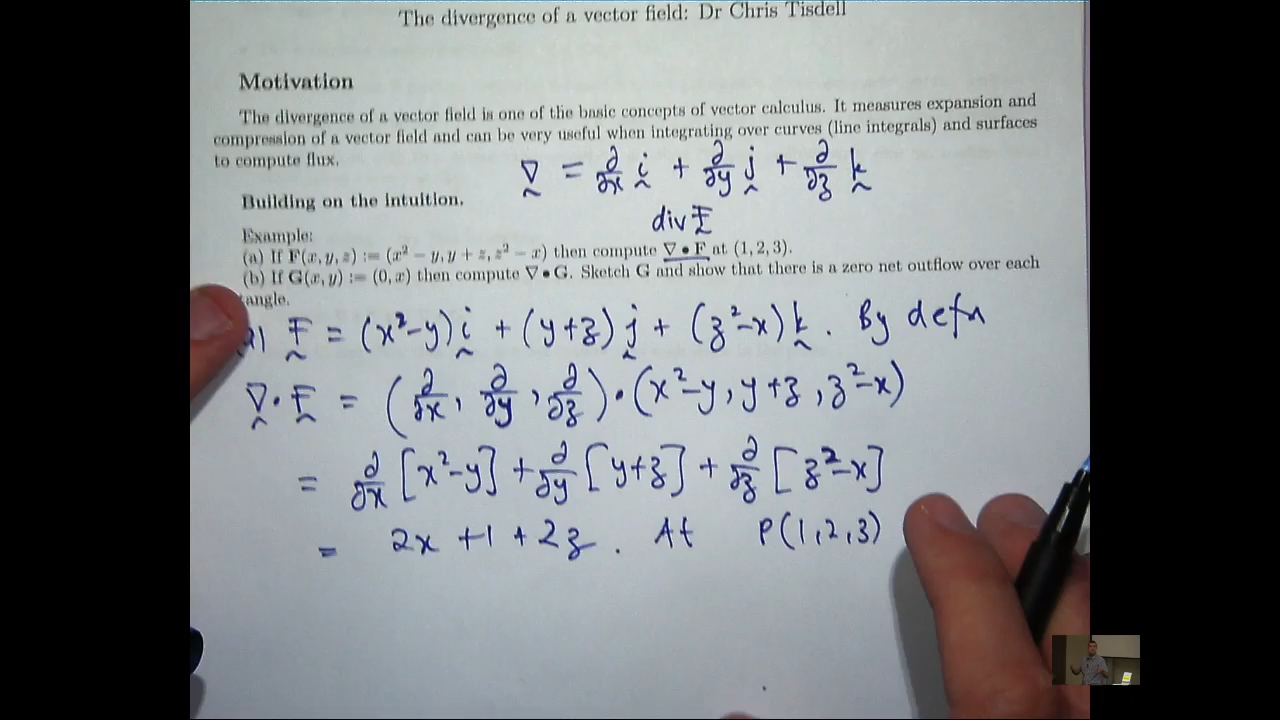 The divergence of a vector field: Dr Chris Tisdell
Motivation
The divergence of a vector field is one of the basic concepts of vector calculus. It measures expansion and
compression of a vector field and can be very useful when integrating over curves (line integrals) and surfaces
to compute flux.
∇ = ∂/∂x i + ∂/∂y j + ∂/∂z k
Building on the intuition.
div F
Example:
(a) If F(x, y, z) := (x² − y, y + z, z² − x) then compute ∇ • F at (1, 2, 3).
(b) If G(x, y) := (0, x) then compute ∇ • G. Sketch G and show that there is a zero net outflow over each
tangle.
a) F = (x²−y) i + (y+z) j + (z²−x) k. By defn
∇ · F = (∂/∂x, ∂/∂y, ∂/∂z) · (x²−y, y+z, z²−x)
= ∂/∂x [x²−y] + ∂/∂y [y+z] + ∂/∂z [z²−x]
= 2x + 1 + 2z. At P(1,2,3)